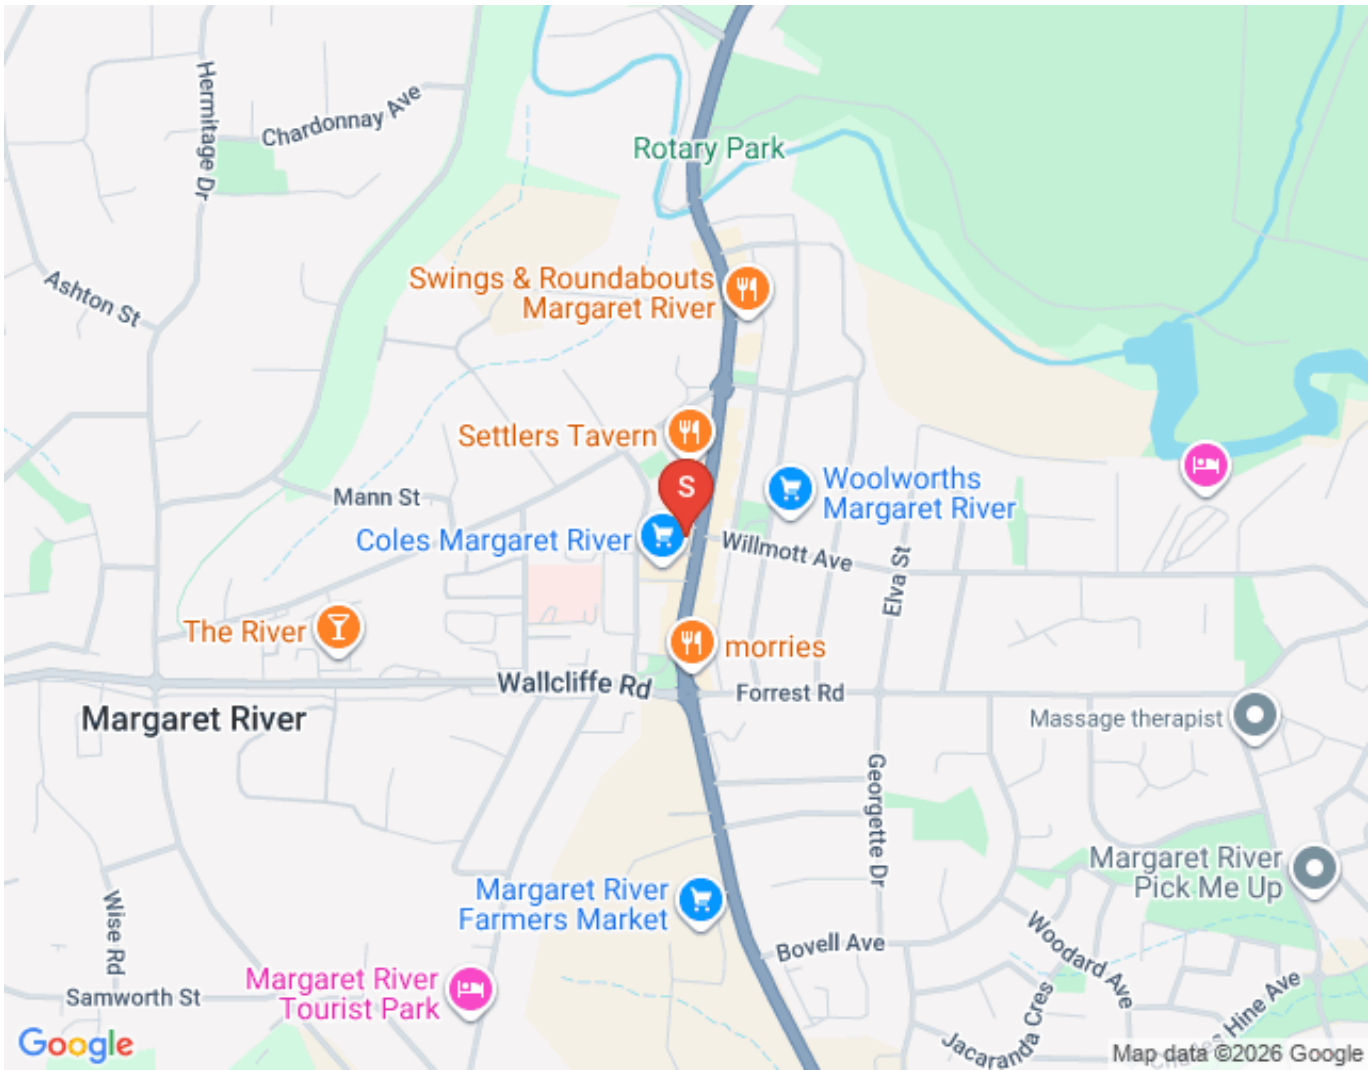 Hermitage Dr
Chardonnay Ave
Rotary Park
Ashton St
Swings & Roundabouts
Margaret River
Settlers Tavern
S
Woolworths
Margaret River
Mann St
Coles Margaret River
Willmott Ave
Elva St
The River
morries
Wallcliffe Rd
Forrest Rd
Margaret River
Massage therapist
Georgette Dr
Margaret River
Pick Me Up
Margaret River
Farmers Market
Wise Rd
Bovell Ave
Woodard Ave
Margaret River
Tourist Park
Samworth St
Jacaranda Cres
Hine Ave
Google
Map data ©2026 Google